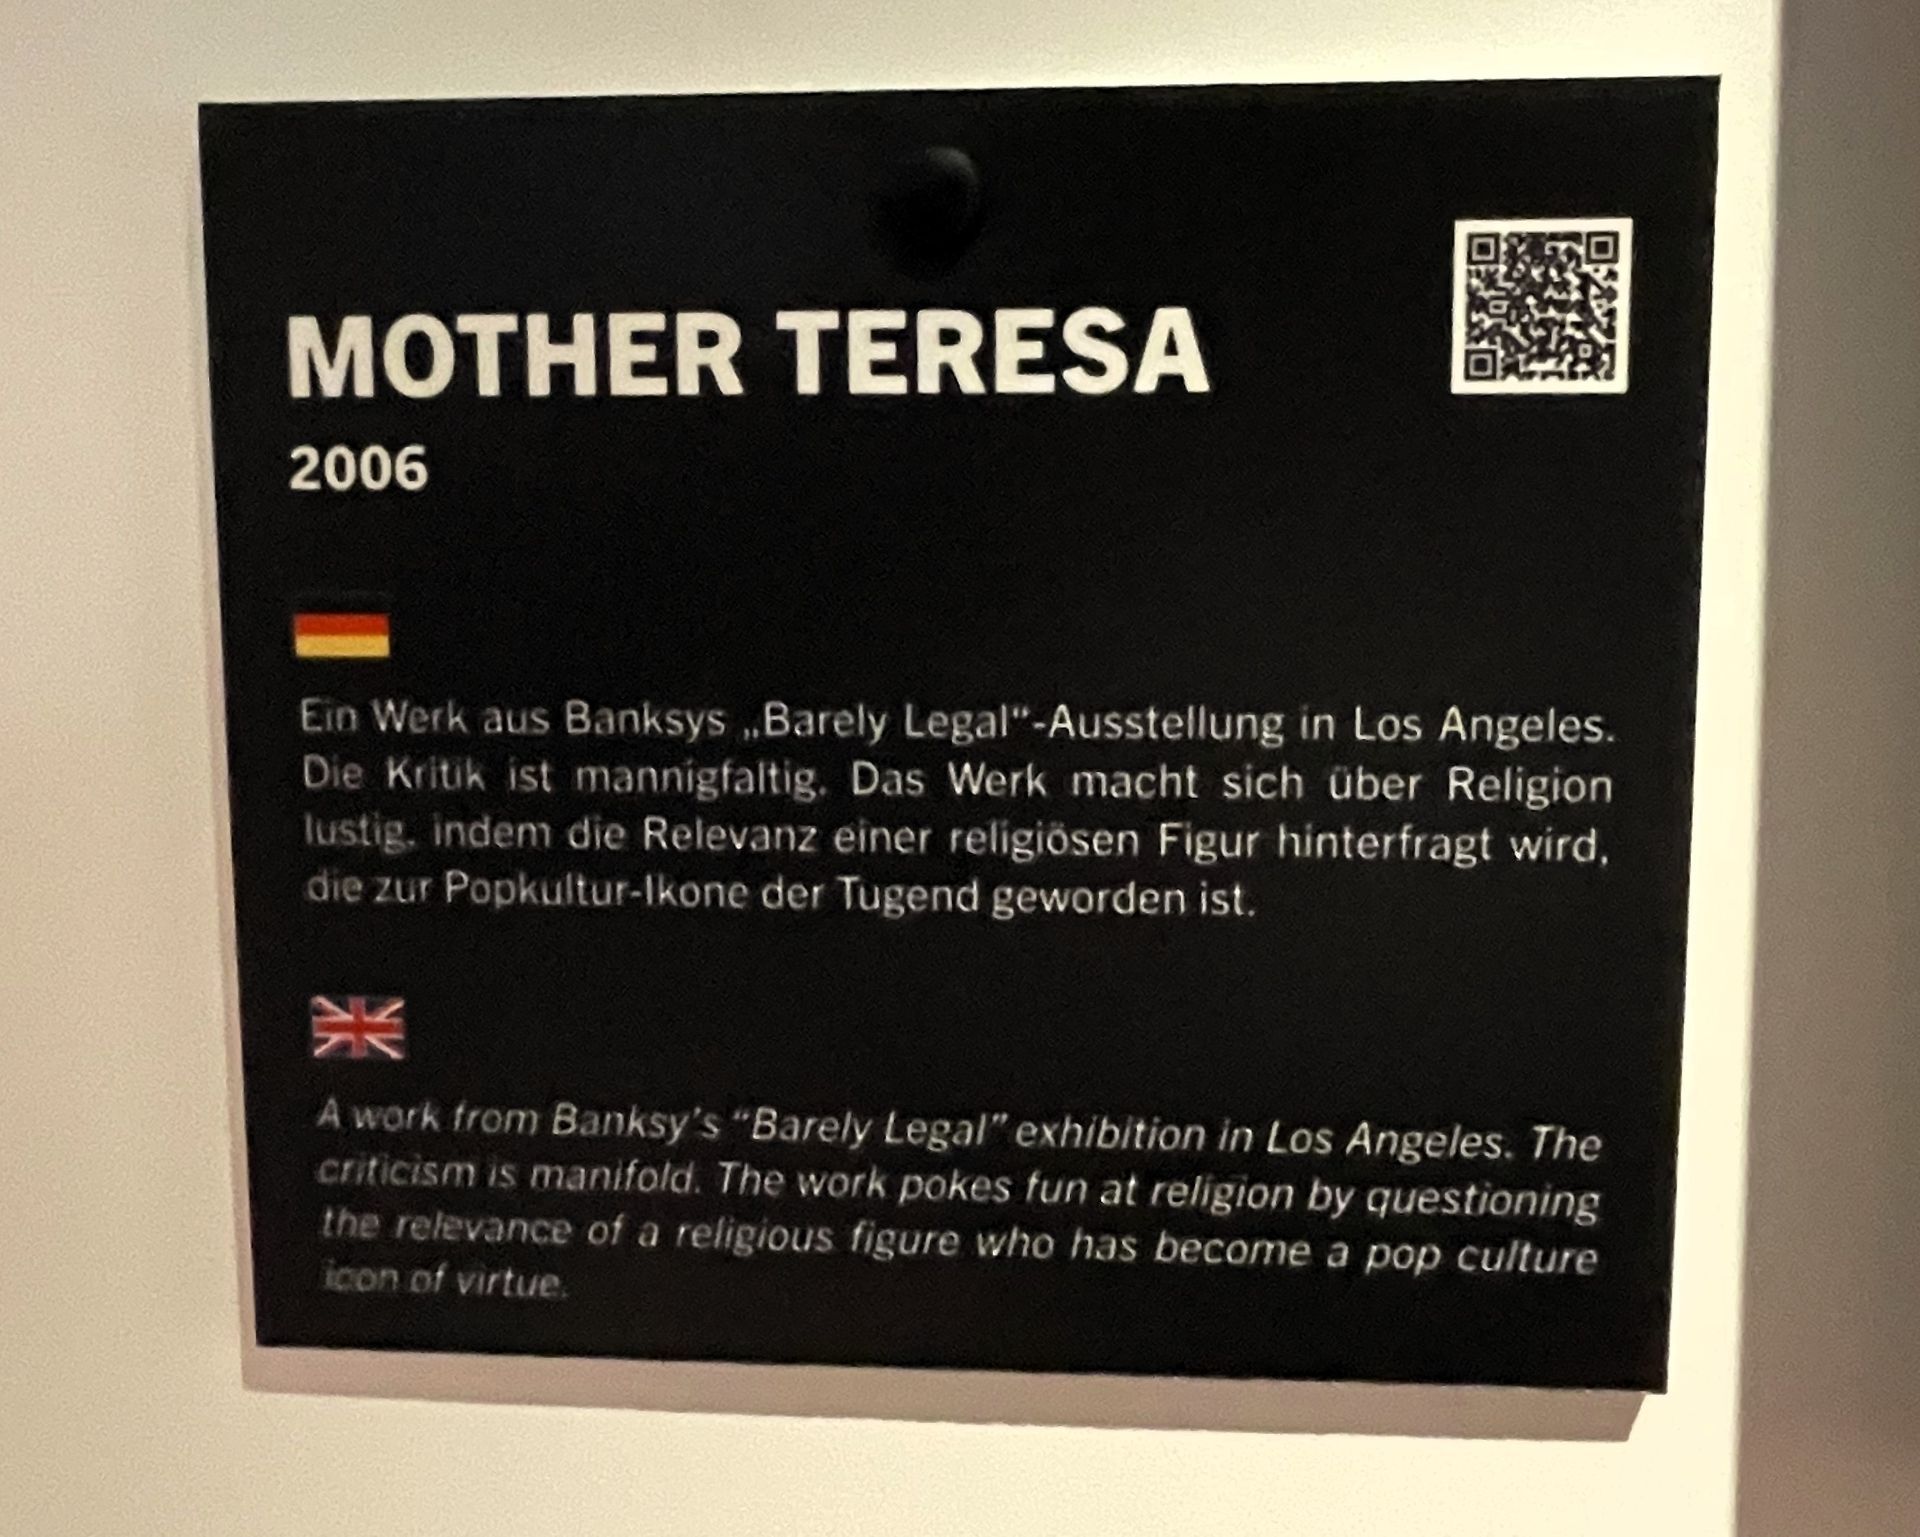 MOTHER TERESA
2006
Ein Werk aus Banksys „Barely Legal“-Ausstellung in Los Angeles.
Die Kritik ist mannigfaltig. Das Werk macht sich über Religion
lustig, indem die Relevanz einer religiösen Figur hinterfragt wird,
die zur Popkultur-Ikone der Tugend geworden ist.
A work from Banksy’s “Barely Legal” exhibition in Los Angeles. The
criticism is manifold. The work pokes fun at religion by questioning
the relevance of a religious figure who has become a pop culture
icon of virtue.